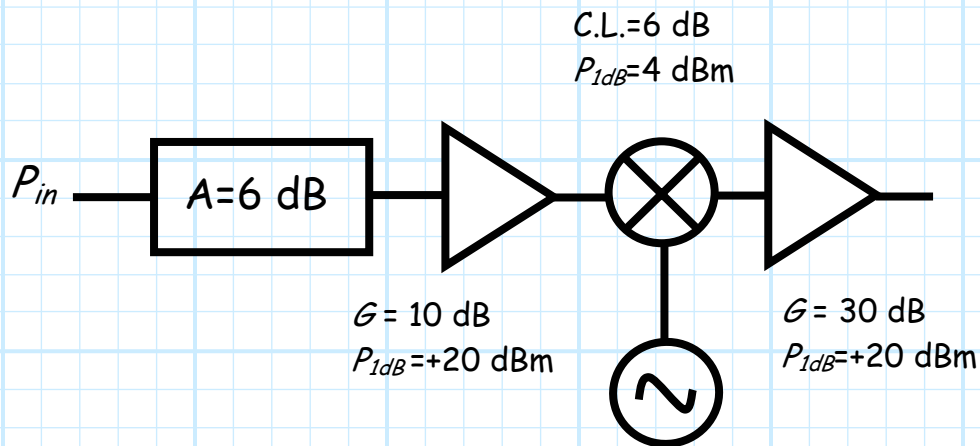 C.L.=6 dB
P1dB=4 dBm
Pin
A=6 dB
G = 10 dB
P1dB=+20 dBm
G = 30 dB
P1dB=+20 dBm